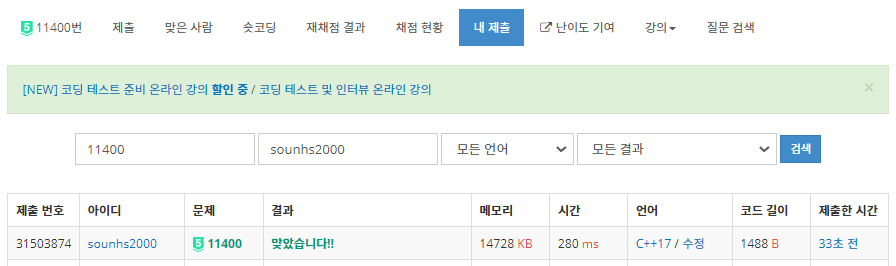 5 11400번 제출 맞은 사람 숏코딩 재채점 결과 채점 현황 내 제출 난이도 기여 강의 질문 검색
[NEW] 코딩 테스트 준비 온라인 강의 할인 중 / 코딩 테스트 및 인터뷰 온라인 강의 ×
11400 sounhs2000 모든 언어 모든 결과 검색
제출 번호 아이디 문제 결과 메모리 시간 언어 코드 길이 제출한 시간
31503874 sounhs2000 5 11400 맞았습니다!! 14728 KB 280 ms C++17 / 수정 1488 B 33초 전